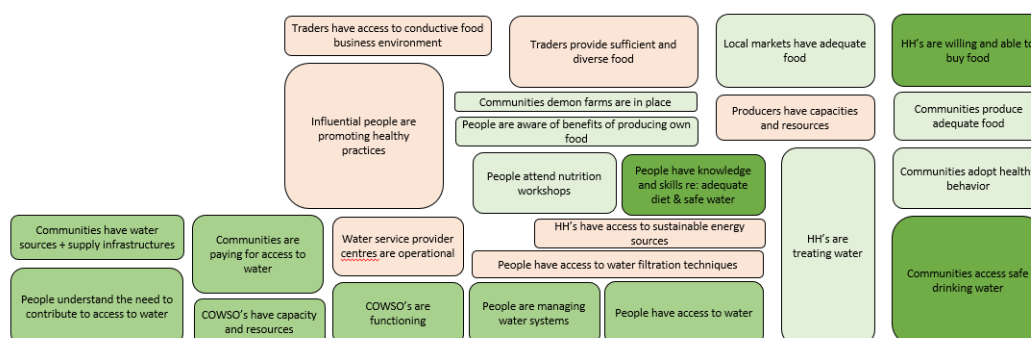 Traders have access to conductive food
business environment
Traders provide sufficient and
diverse food
Local markets have adequate
food
HH's are willing and able to
buy food
Influential people are
promoting healthy
practices
Communities demon farms are in place
People are aware of benefits of producing own
food
Producers have capacities
and resources
Communities produce
adequate food
People attend nutrition
workshops
People have knowledge
and skills re: adequate
diet & safe water
Communities adopt healthy
behavior
Communities have water
sources + supply infrastructures
Communities are
paying for access to
water
Water service provider
centres are operational
HH's have access to sustainable energy
sources
People have access to water filtration techniques
HH's are
treating water
Communities access safe
drinking water
People understand the need to
contribute to access to water
COWSO's have capacity
and resources
COWSO's are
functioning
People are managing
water systems
People have access to water